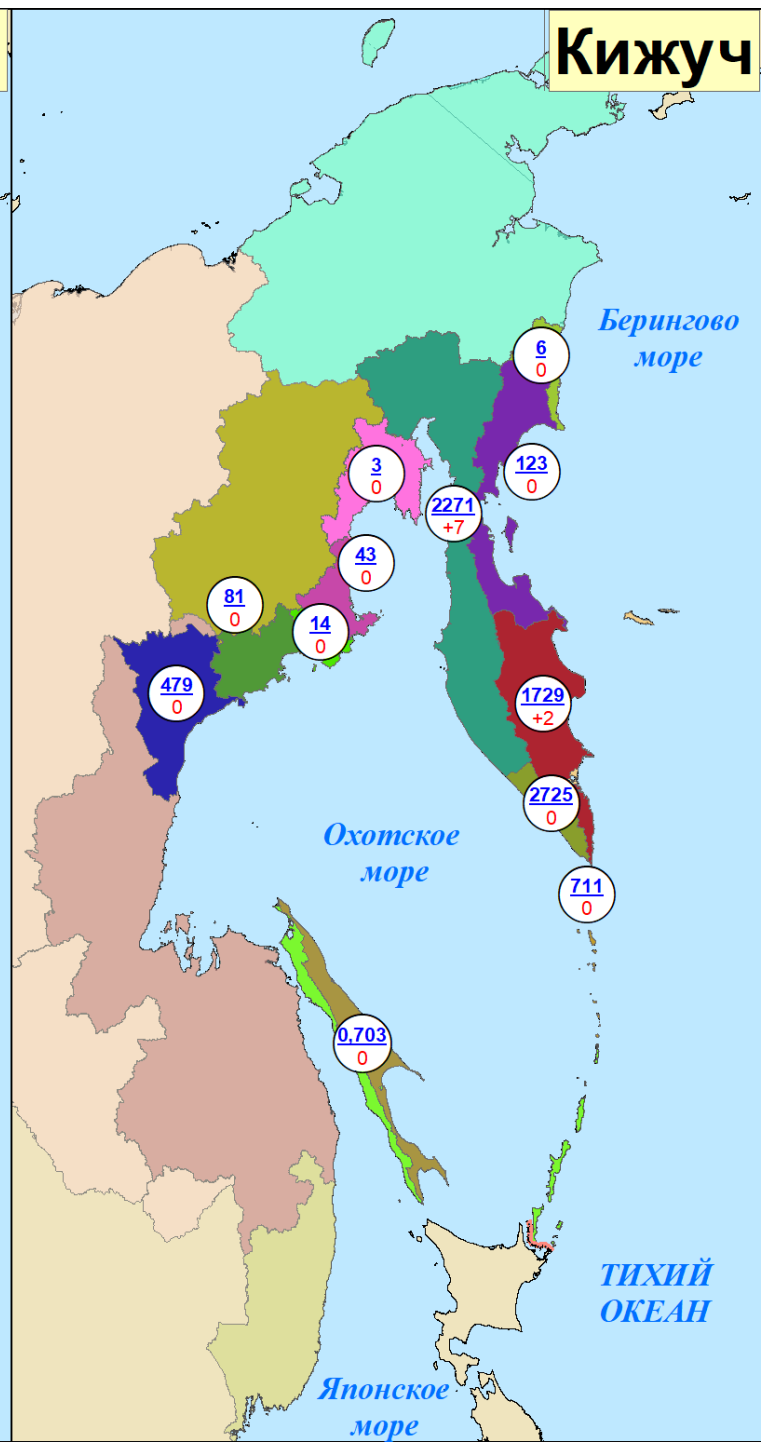 Кижуч
Берингово
море
6
0
3
0
123
0
2271
+7
43
0
81
0
14
0
479
0
1729
+2
2725
0
Охотское
море
711
0
0,703
0
ТИХИЙ
ОКЕАН
Японское
море